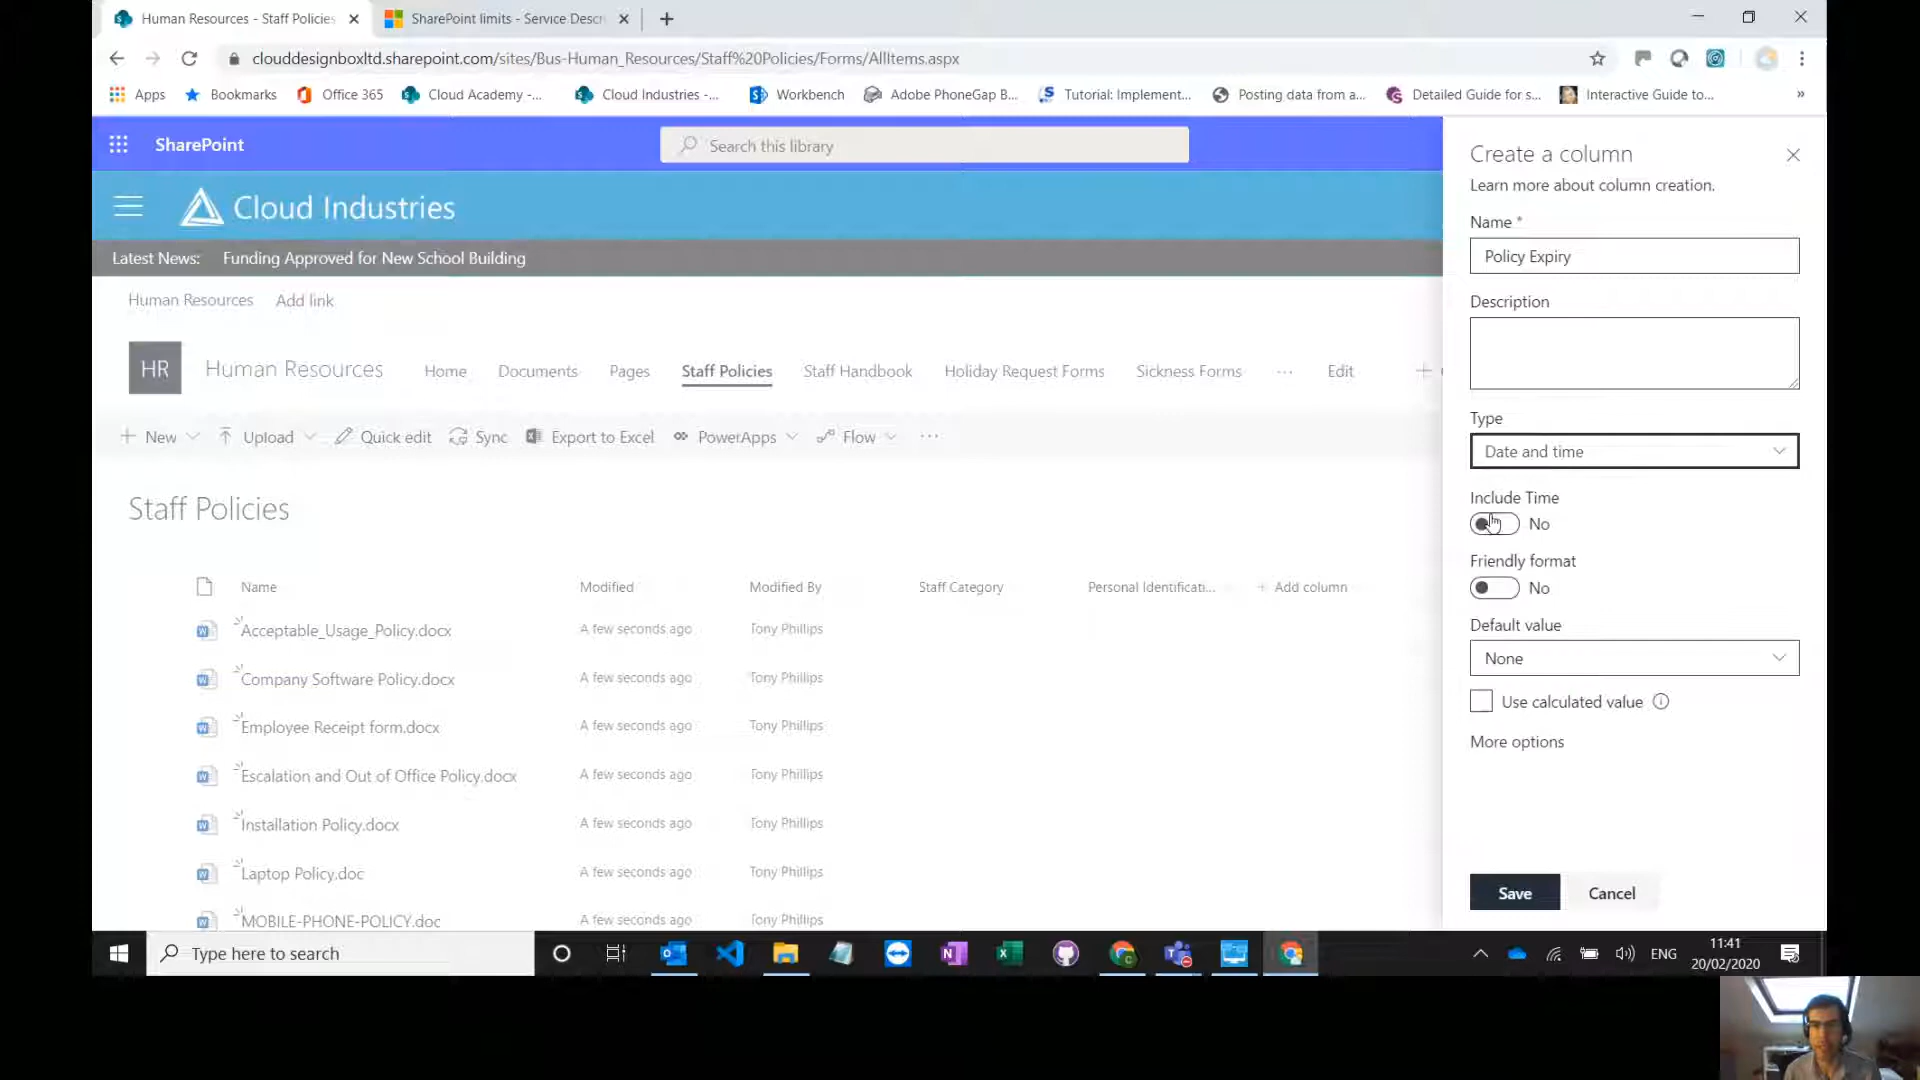 Human Resources - Staff Policies
SharePoint limits - Service Descr
clouddesignboxltd.sharepoint.com/sites/Bus-Human_Resources/Staff%20Policies/Forms/AllItems.aspx
Apps Bookmarks Office 365 Cloud Academy -... Cloud Industries -... Workbench Adobe PhoneGap B... Tutorial: Implement... Posting data from a... Detailed Guide for s... Interactive Guide to... »
SharePoint
Search this library
Cloud Industries
Latest News: Funding Approved for New School Building
Human Resources Add link
HR Human Resources Home Documents Pages Staff Policies Staff Handbook Holiday Request Forms Sickness Forms ... Edit
New Upload Quick edit Sync Export to Excel PowerApps Flow ...
Staff Policies
Name Modified Modified By Staff Category Personal Identificati... + Add column
Acceptable_Usage_Policy.docx A few seconds ago Tony Phillips
Company Software Policy.docx A few seconds ago Tony Phillips
Employee Receipt form.docx A few seconds ago Tony Phillips
Escalation and Out of Office Policy.docx A few seconds ago Tony Phillips
Installation Policy.docx A few seconds ago Tony Phillips
Laptop Policy.doc A few seconds ago Tony Phillips
MOBILE-PHONE-POLICY.doc A few seconds ago Tony Phillips
Create a column
Learn more about column creation.
Name *
Policy Expiry
Description
Type
Date and time
Include Time
No
Friendly format
No
Default value
None
Use calculated value
More options
Save Cancel
Type here to search
ENG
11:41
20/02/2020